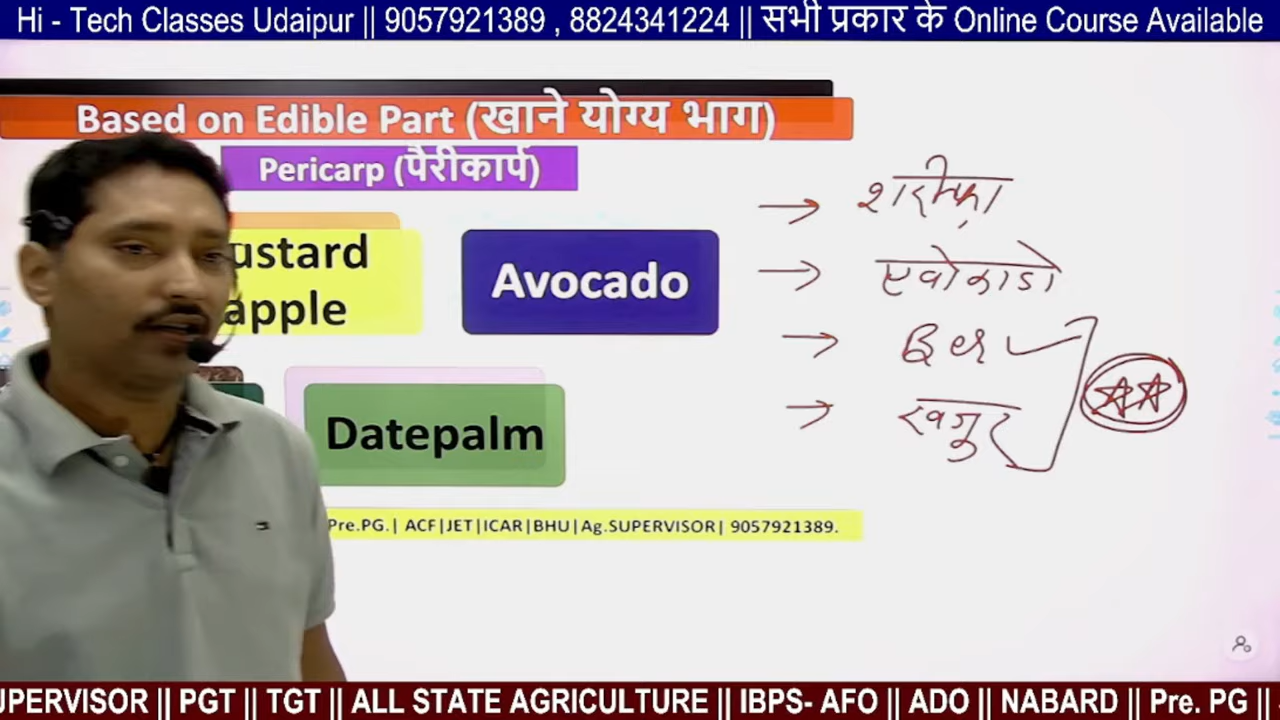 Hi - Tech Classes Udaipur || 9057921389 , 8824341224 || सभी प्रकार के Online Course Available
Based on Edible Part (खाने योग्य भाग)
Pericarp (पैरीकार्प)
→ शरीफा
ustard
apple
Avocado
→ एवोकाडो
→ Ber
Datepalm
→ खजूर
Pre.PG.| ACF|JET|ICAR|BHU|Ag.SUPERVISOR| 9057921389.
UPERVISOR || PGT || TGT || ALL STATE AGRICULTURE || IBPS- AFO || ADO || NABARD || Pre. PG ||